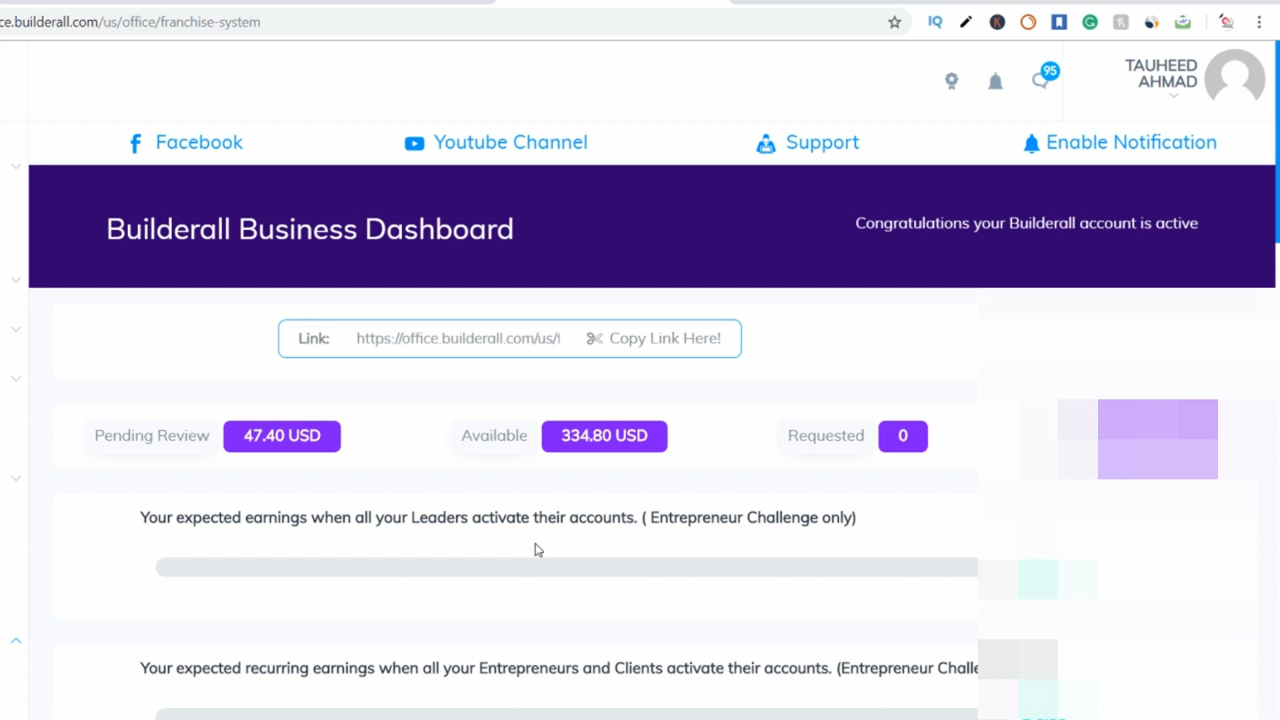 ce.builderall.com/us/office/franchise-system
IQ
95
TAUHEED
AHMAD
Facebook
Youtube Channel
Support
Enable Notification
Builderall Business Dashboard
Congratulations your Builderall account is active
Link:
https://office.builderall.com/us/
Copy Link Here!
Pending Review
47.40 USD
Available
334.80 USD
Requested
0
Your expected earnings when all your Leaders activate their accounts. ( Entrepreneur Challenge only)
Your expected recurring earnings when all your Entrepreneurs and Clients activate their accounts. (Entrepreneur Challe